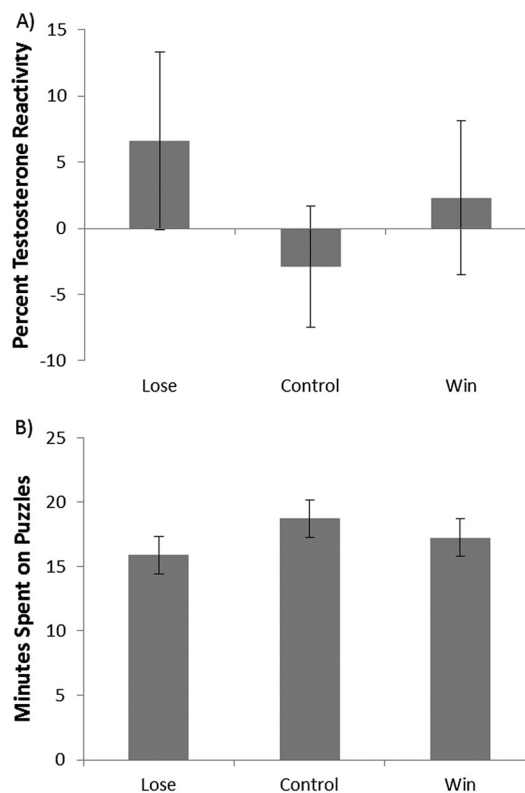 A)
Percent Testosterone Reactivity
15
10
5
0
-5
-10
Lose Control Win
B)
Minutes Spent on Puzzles
25
20
15
10
5
0
Lose Control Win